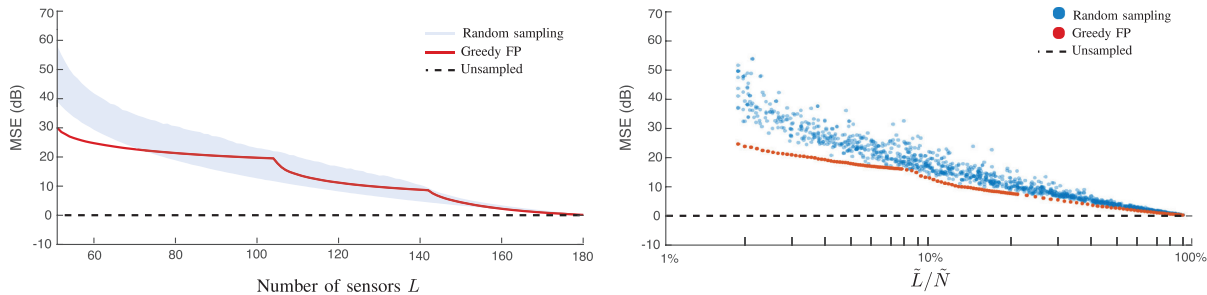 70
60
50
40
30
20
10
0
-10
MSE (dB)
60
80
100
120
140
160
180
Number of sensors L
Random sampling
Greedy FP
Unsampled
70
60
50
40
30
20
10
0
-10
MSE (dB)
1%
10%
100%
L̃/Ñ
Random sampling
Greedy FP
Unsampled